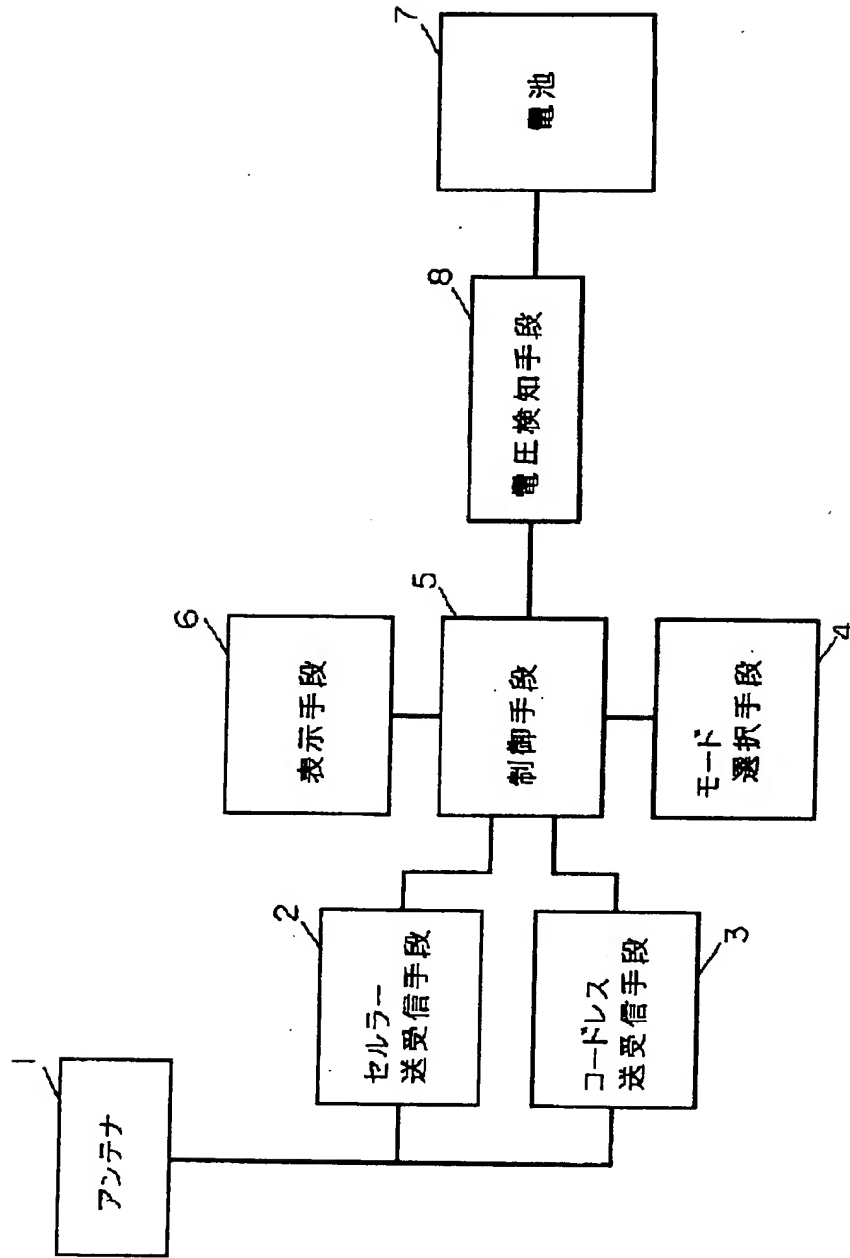 1
アンテナ
2
セルラー
送受信手段
3
コードレス
送受信手段
6
表示手段
5
制御手段
4
モード
選択手段
8
電圧検知手段
7
電池